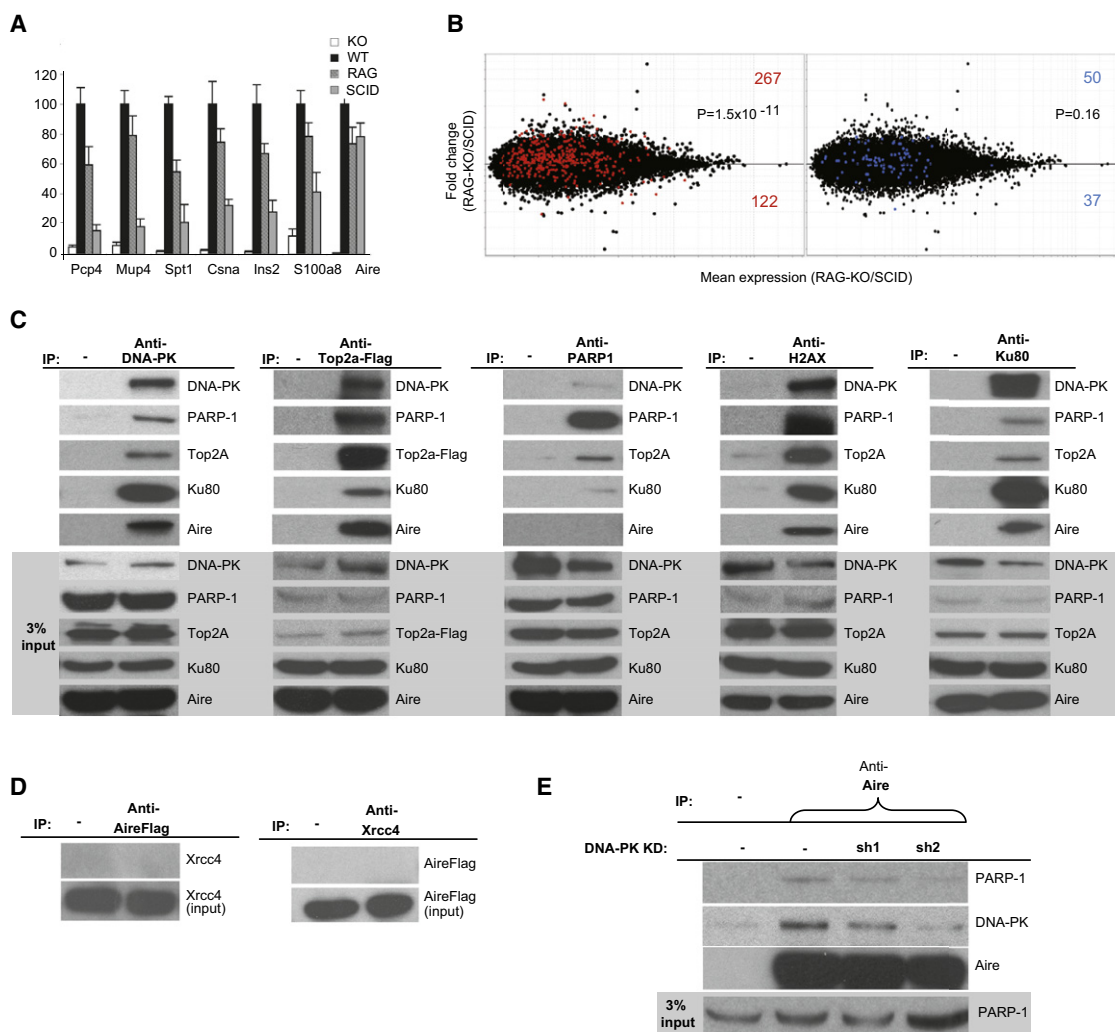 A
KO
WT
RAG
SCID
120
100
80
60
40
20
0
Pcp4 Mup4 Spt1 Csna Ins2 S100a8 Aire
B
Fold change
(RAG-KO/SCID)
267
P=1.5x10 -11
122
50
P=0.16
37
Mean expression (RAG-KO/SCID)
C
IP: - Anti-DNA-PK
DNA-PK
PARP-1
Top2A
Ku80
Aire
DNA-PK
PARP-1
Top2A
Ku80
Aire
3% input
IP: - Anti-Top2a-Flag
DNA-PK
PARP-1
Top2a-Flag
Ku80
Aire
DNA-PK
PARP-1
Top2a-Flag
Ku80
Aire
IP: - Anti-PARP1
DNA-PK
PARP-1
Top2A
Ku80
Aire
DNA-PK
PARP-1
Top2A
Ku80
Aire
IP: - Anti-H2AX
DNA-PK
PARP-1
Top2A
Ku80
Aire
DNA-PK
PARP-1
Top2A
Ku80
Aire
IP: - Anti-Ku80
DNA-PK
PARP-1
Top2A
Ku80
Aire
DNA-PK
PARP-1
Top2A
Ku80
Aire
D
Anti-
IP: - AireFlag
Xrcc4
Xrcc4
(input)
Anti-
IP: - Xrcc4
AireFlag
AireFlag
(input)
E
Anti-
Aire
IP: -
DNA-PK KD: - - sh1 sh2
PARP-1
DNA-PK
Aire
3%
input
PARP-1